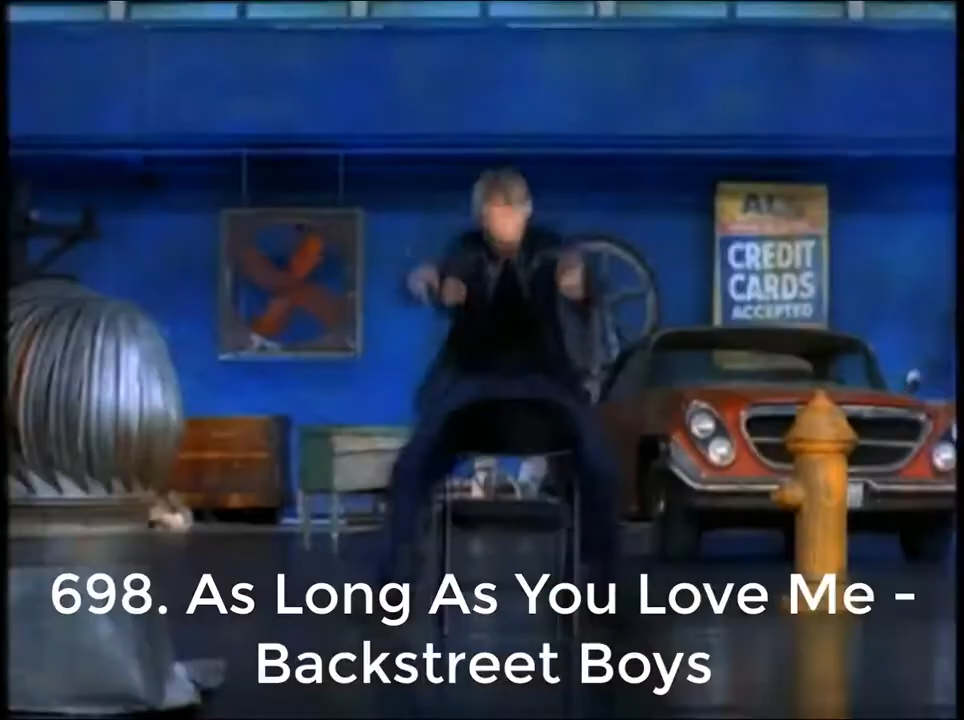 CREDIT
CARDS
ACCEPTED
698. As Long As You Love Me -
Backstreet Boys